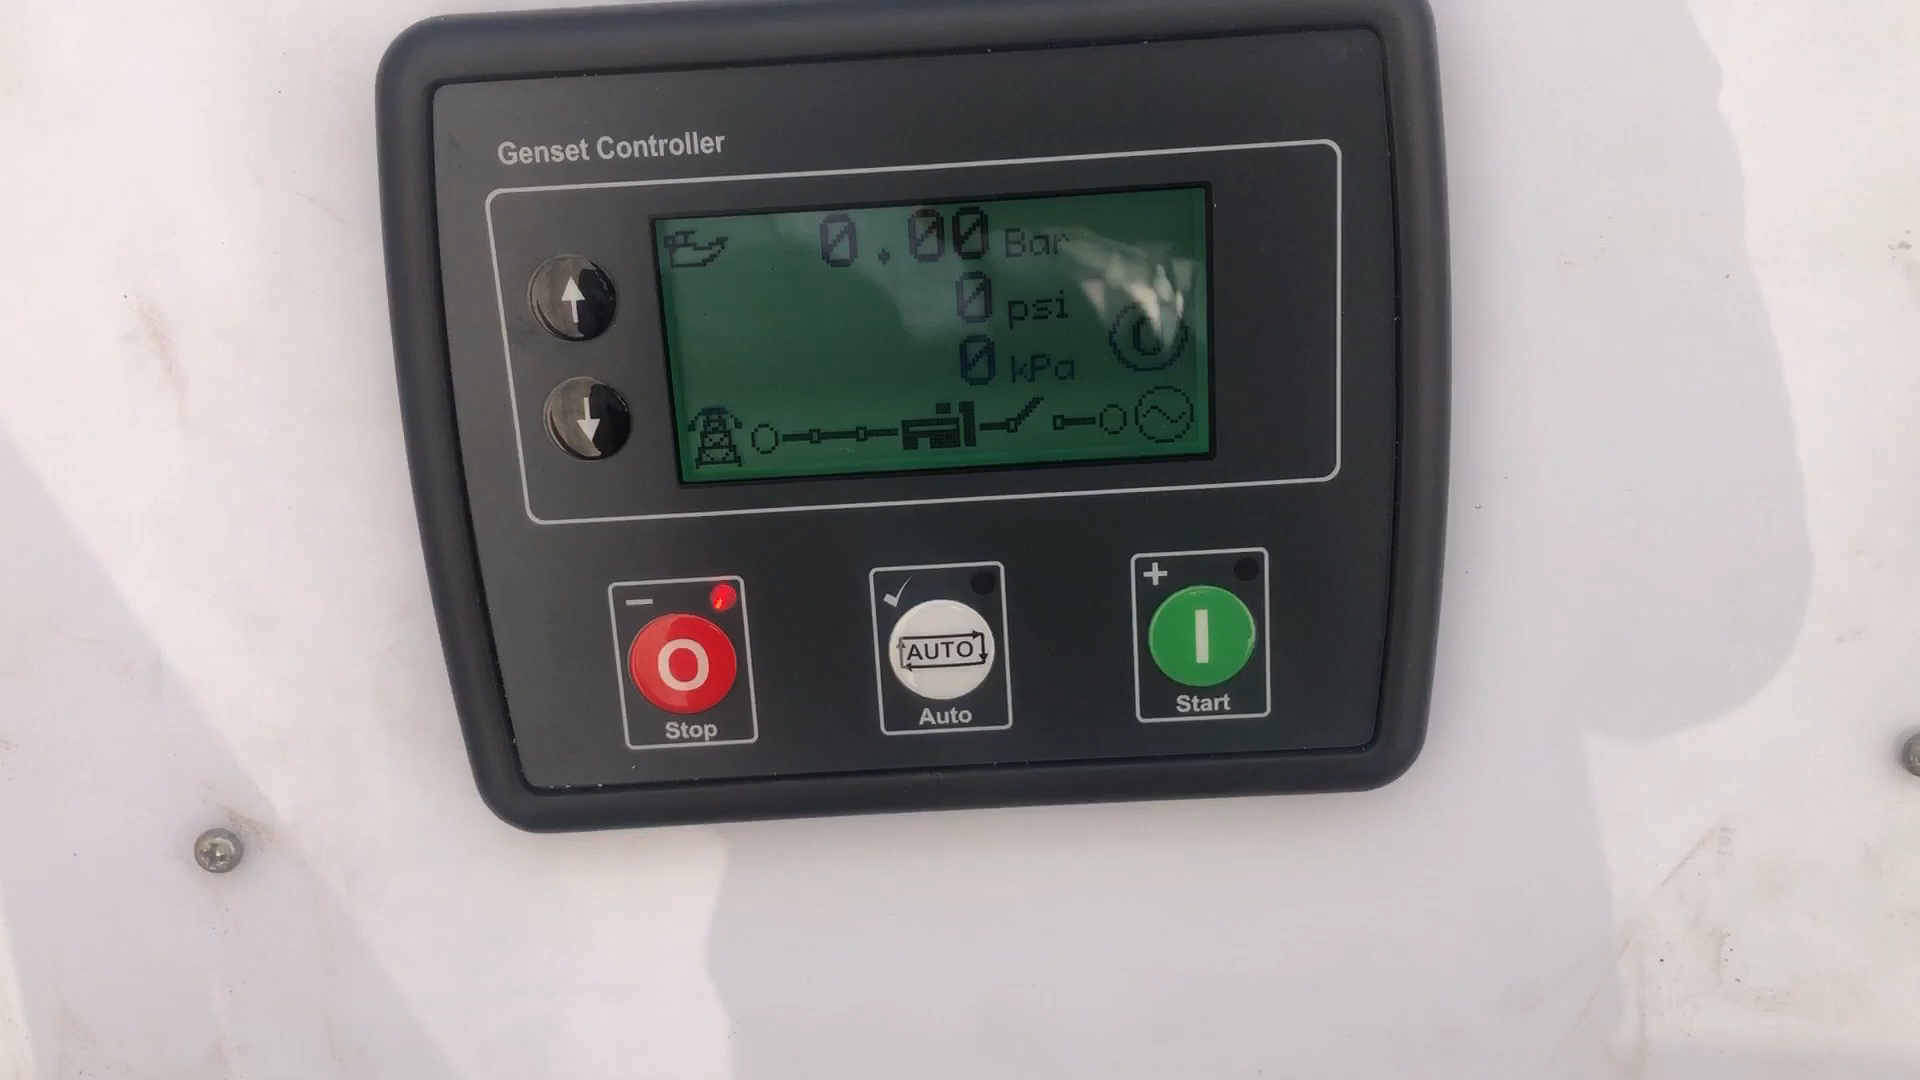 Genset Controller
0.00 Bar
0 psi
0 kPa
O
AUTO
I
Stop
Auto
Start